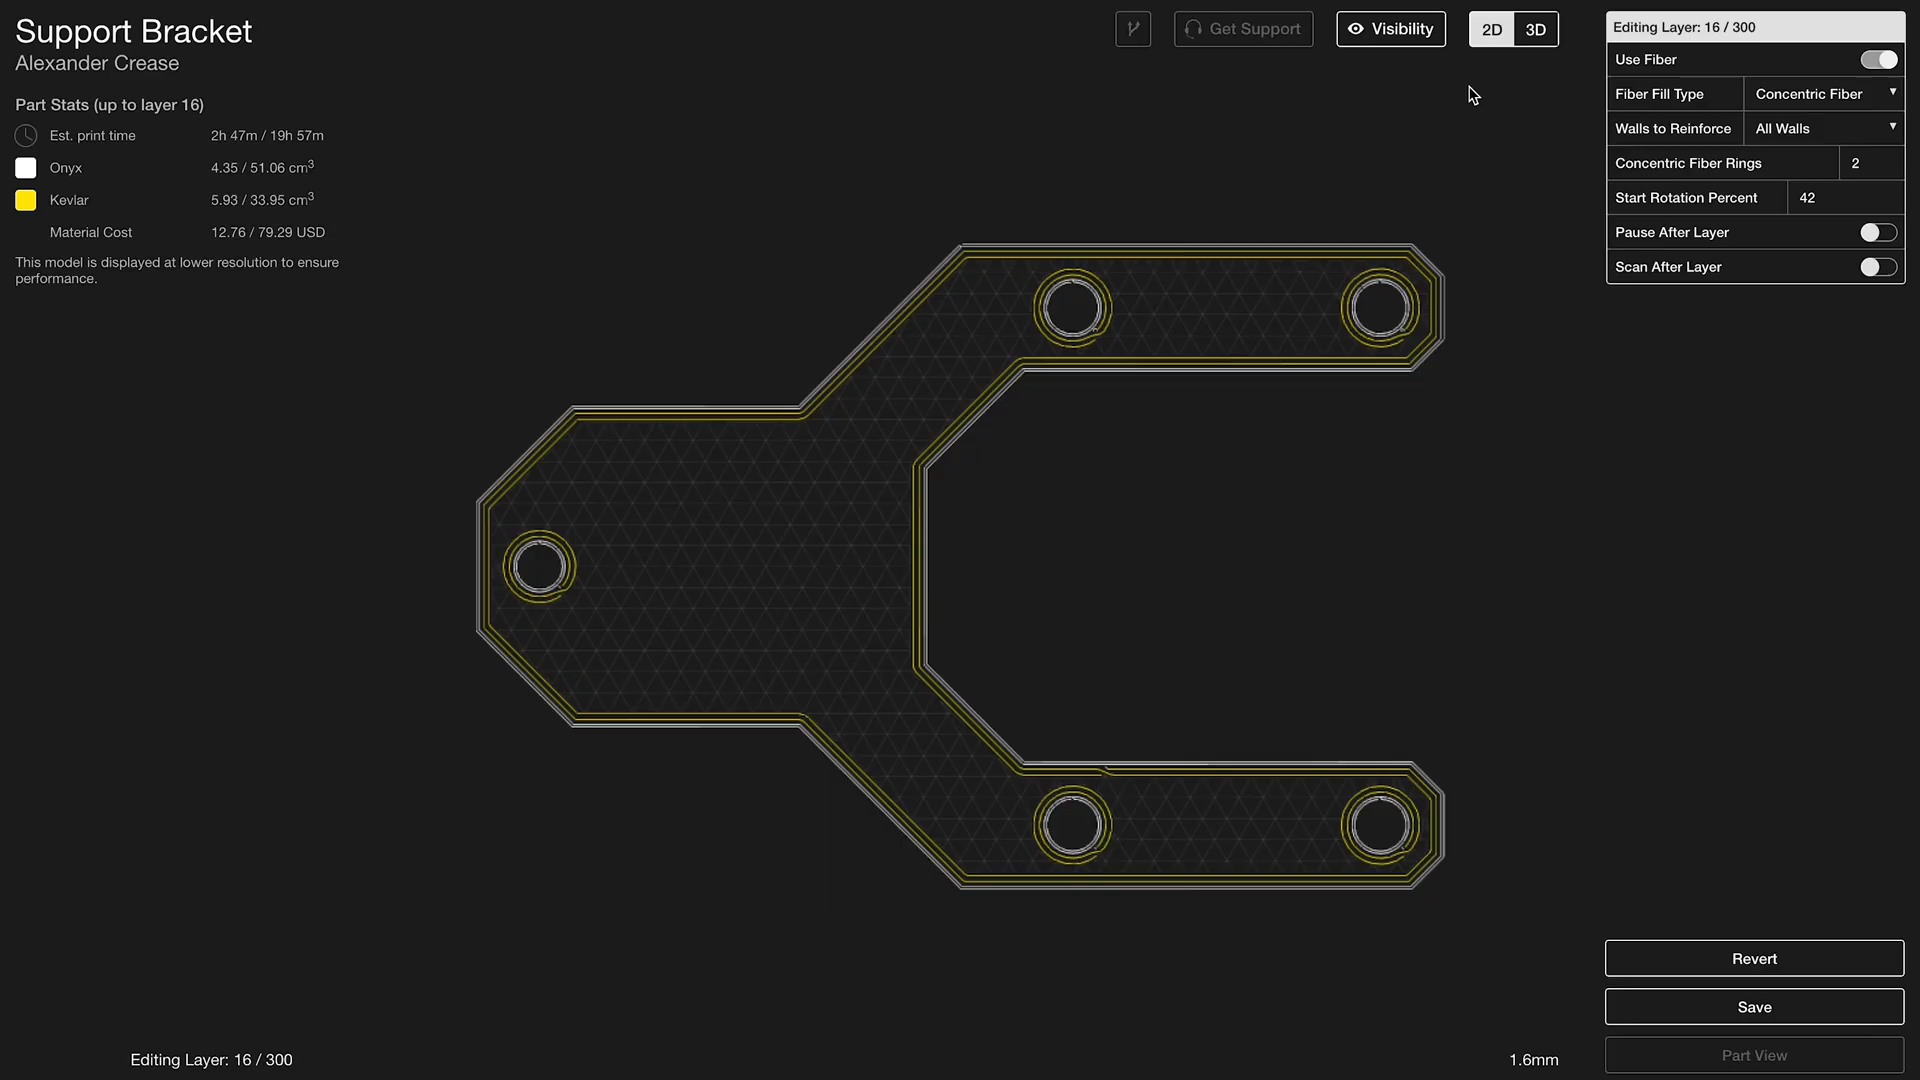 Support Bracket
Alexander Crease
Part Stats (up to layer 16)
Est. print time 2h 47m / 19h 57m
Onyx 4.35 / 51.06 cm³
Kevlar 5.93 / 33.95 cm³
Material Cost 12.76 / 79.29 USD
This model is displayed at lower resolution to ensure
performance.
Get Support
Visibility
2D 3D
Editing Layer: 16 / 300
Use Fiber
Fiber Fill Type Concentric Fiber
Walls to Reinforce All Walls
Concentric Fiber Rings 2
Start Rotation Percent 42
Pause After Layer
Scan After Layer
Revert
Save
Part View
Editing Layer: 16 / 300
1.6mm